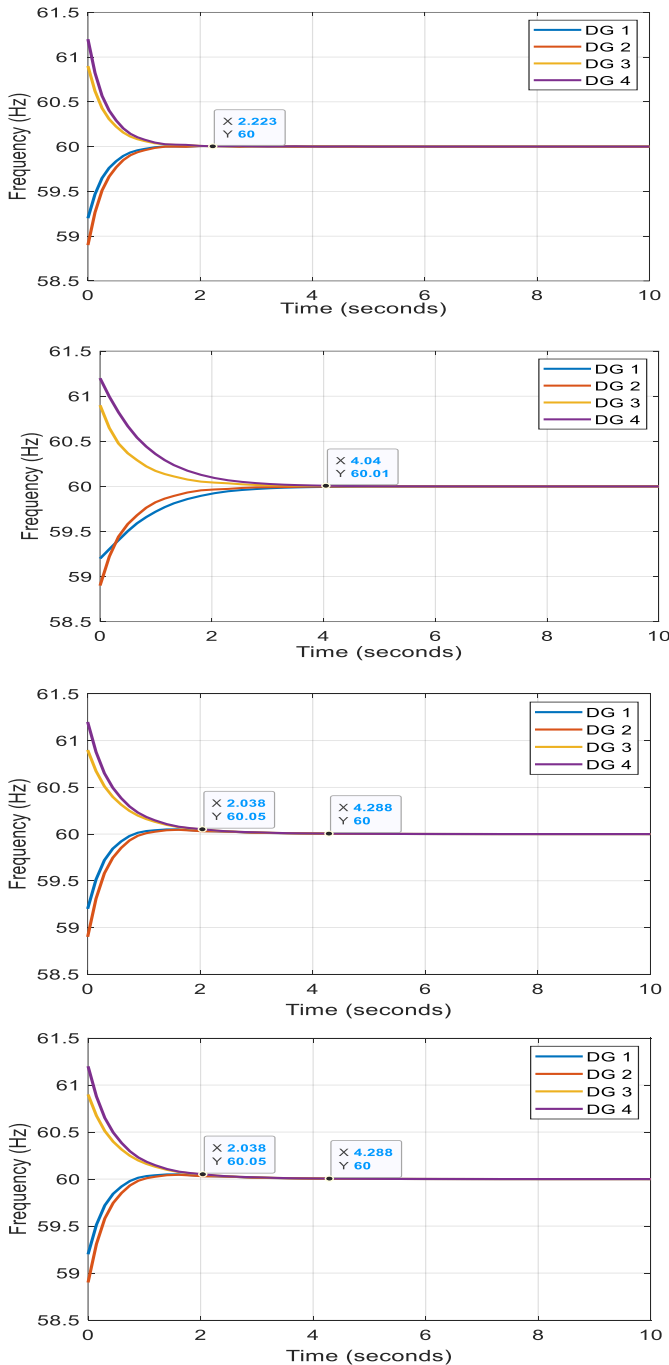 61.5
61
60.5
60
59.5
59
58.5
Frequency (Hz)
DG 1
DG 2
DG 3
DG 4
X 2.223
Y 60
0 2 4 6 8 10
Time (seconds)
61.5
61
60.5
60
59.5
59
58.5
Frequency (Hz)
DG 1
DG 2
DG 3
DG 4
X 4.04
Y 60.01
0 2 4 6 8 10
Time (seconds)
61.5
61
60.5
60
59.5
59
58.5
Frequency (Hz)
DG 1
DG 2
DG 3
DG 4
X 2.038
Y 60.05
X 4.288
Y 60
0 2 4 6 8 10
Time (seconds)
61.5
61
60.5
60
59.5
59
58.5
Frequency (Hz)
DG 1
DG 2
DG 3
DG 4
X 2.038
Y 60.05
X 4.288
Y 60
0 2 4 6 8 10
Time (seconds)